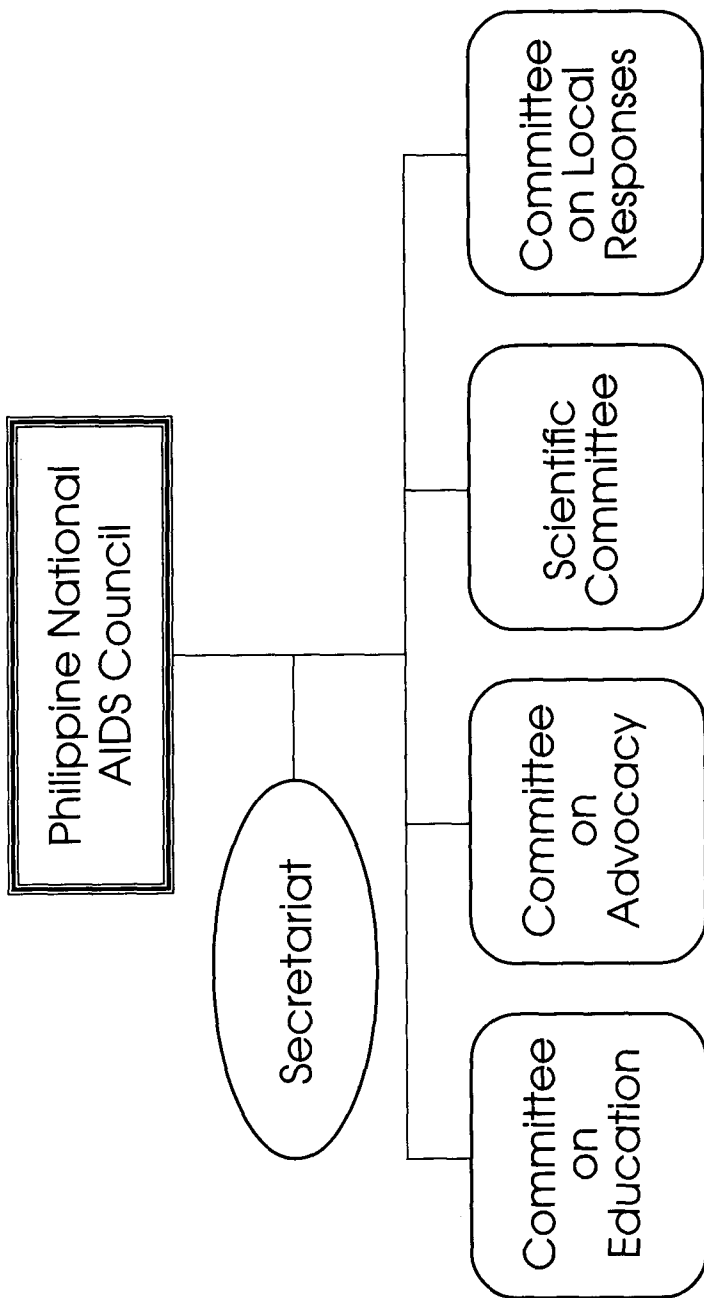 Philippine National
AIDS Council
Secretariat
Committee
on
Education
Committee
on
Advocacy
Scientific
Committee
Committee
on Local
Responses